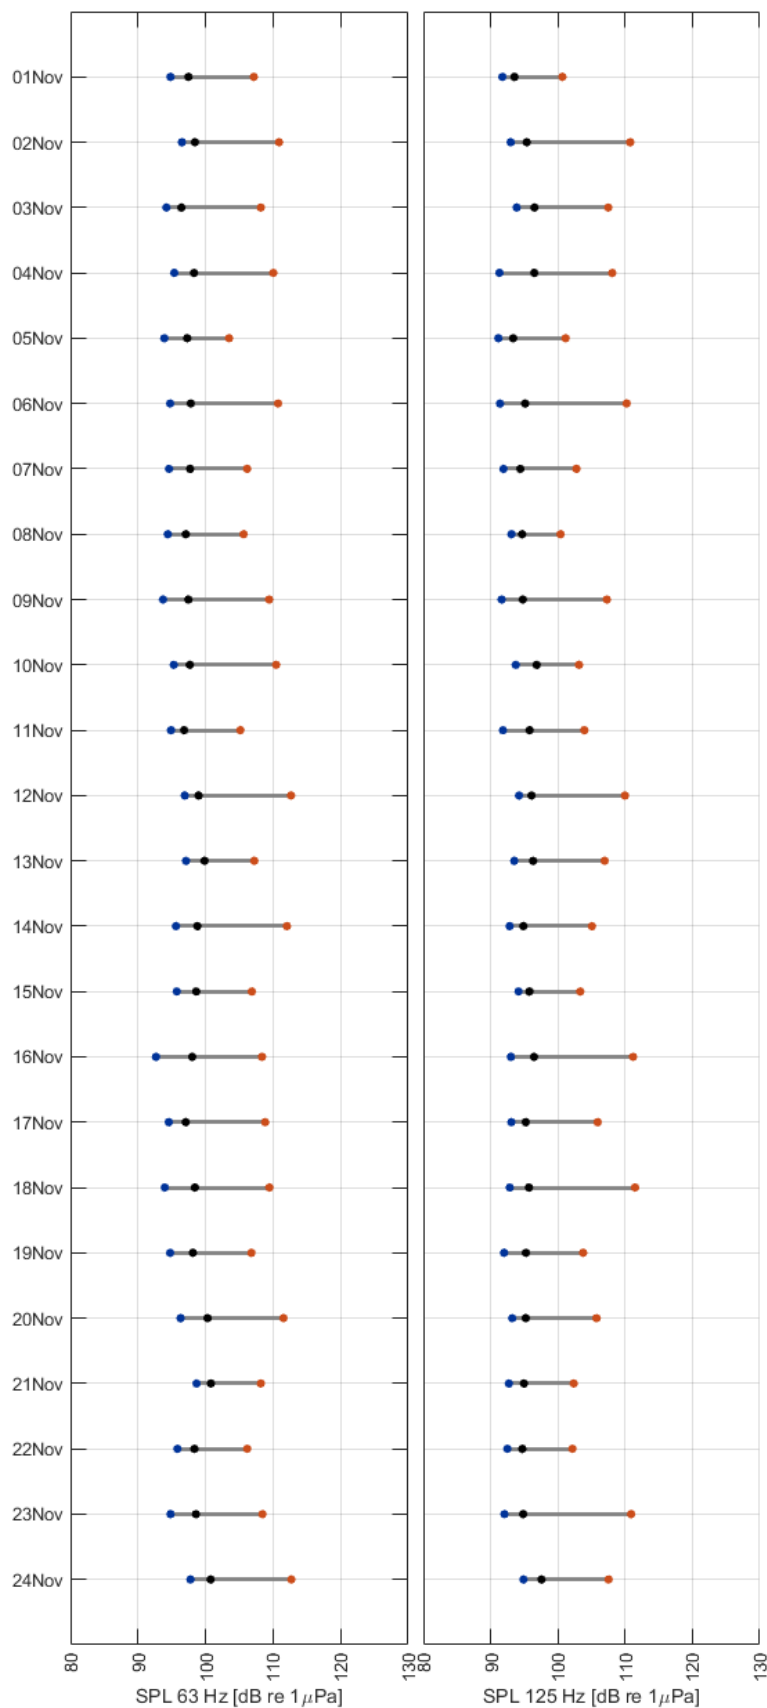 01Nov
02Nov
03Nov
04Nov
05Nov
06Nov
07Nov
08Nov
09Nov
10Nov
11Nov
12Nov
13Nov
14Nov
15Nov
16Nov
17Nov
18Nov
19Nov
20Nov
21Nov
22Nov
23Nov
24Nov
80 90 100 110 120 130 80 90 100 110 120 130
SPL 63 Hz [dB re 1μPa] SPL 125 Hz [dB re 1μPa]